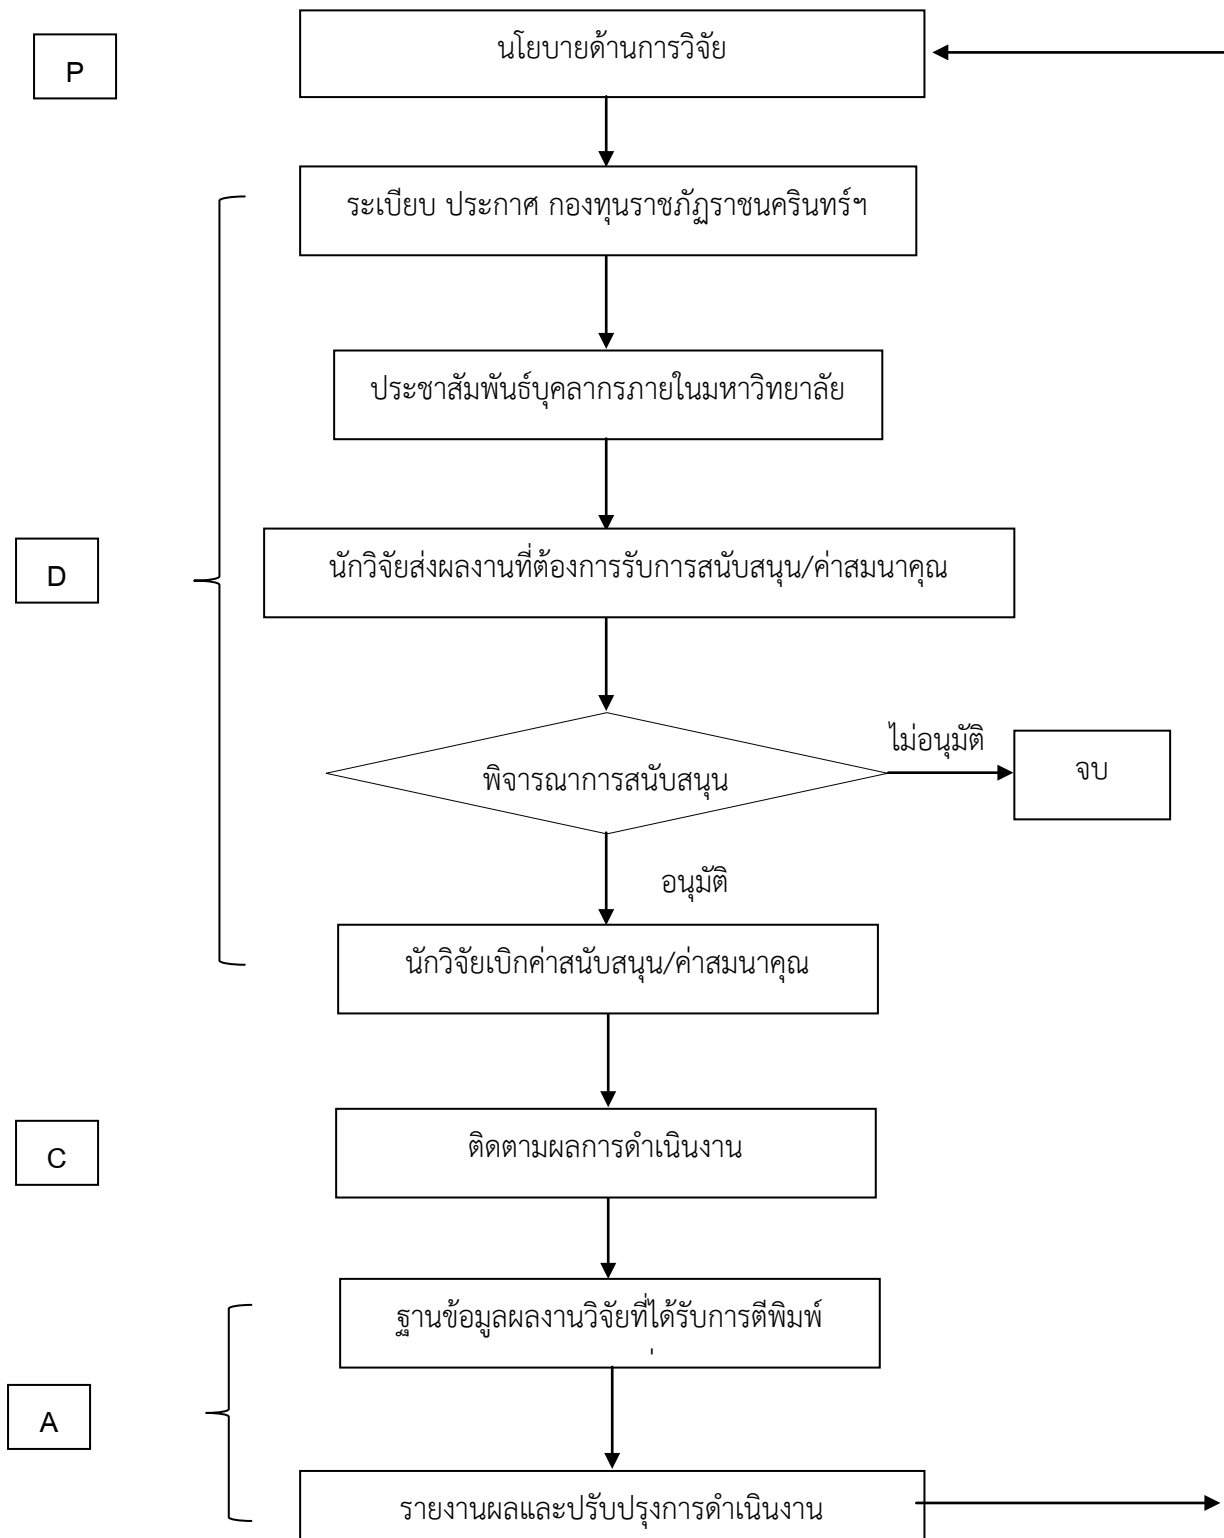 P
นโยบายด้านการวิจัย
ระเบียบ ประกาศ กองทุนราชภัฏราชนครินทร์ฯ
ประชาสัมพันธ์บุคลากรภายในมหาวิทยาลัย
D
นักวิจัยส่งผลงานที่ต้องการรับการสนับสนุน/ค่าสมนาคุณ
ไม่อนุมัติ
พิจารณาการสนับสนุน
จบ
อนุมัติ
นักวิจัยเบิกค่าสนับสนุน/ค่าสมนาคุณ
C
ติดตามผลการดำเนินงาน
ฐานข้อมูลผลงานวิจัยที่ได้รับการตีพิมพ์
A
รายงานผลและปรับปรุงการดำเนินงาน